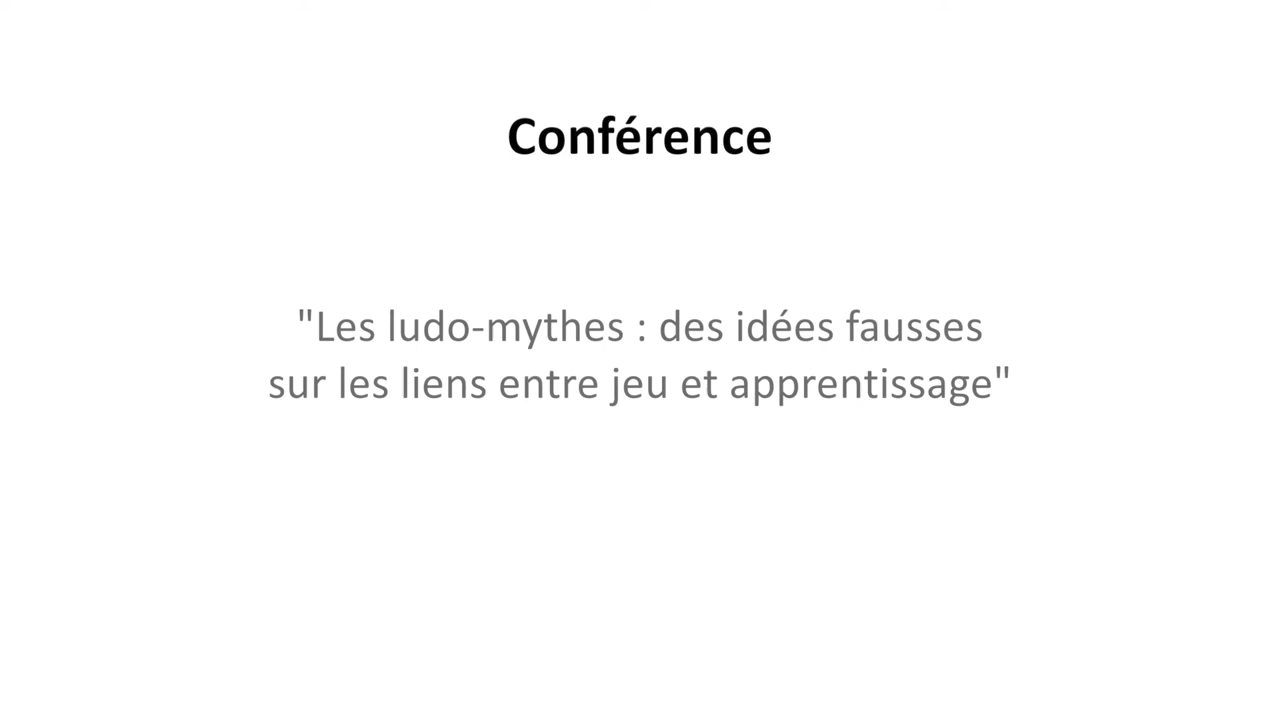 Conférence
"Les ludo-mythes : des idées fausses
sur les liens entre jeu et apprentissage"